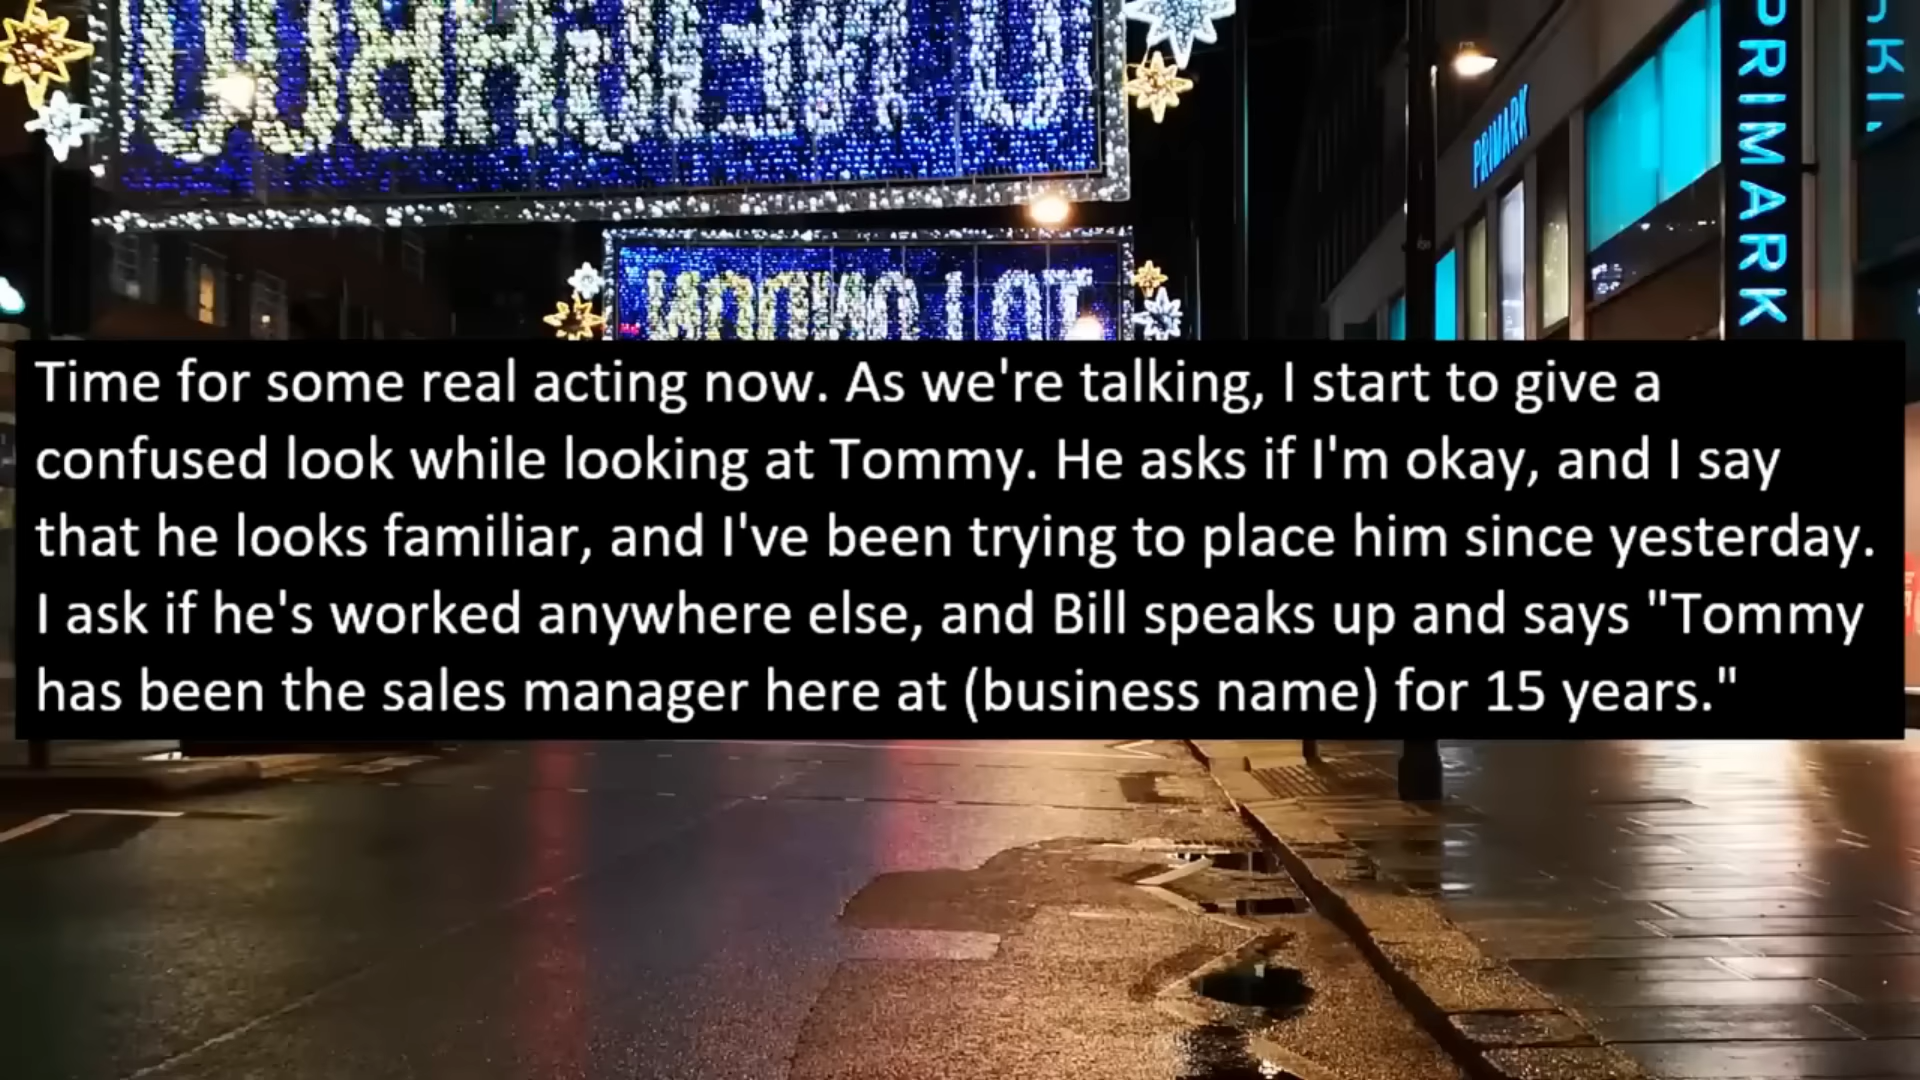 PRIMARK
PRIMARK
Time for some real acting now. As we're talking, I start to give a
confused look while looking at Tommy. He asks if I'm okay, and I say
that he looks familiar, and I've been trying to place him since yesterday.
I ask if he's worked anywhere else, and Bill speaks up and says "Tommy
has been the sales manager here at (business name) for 15 years."